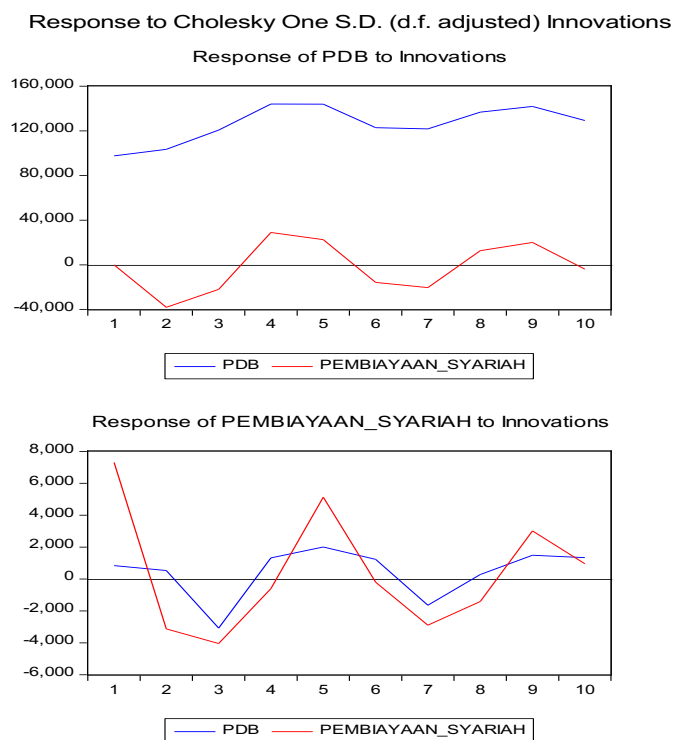 Response to Cholesky One S.D. (d.f. adjusted) Innovations
Response of PDB to Innovations
160,000
120,000
80,000
40,000
0
-40,000
1 2 3 4 5 6 7 8 9 10
PDB PEMBIAYAAN_SYARIAH
Response of PEMBIAYAAN_SYARIAH to Innovations
8,000
6,000
4,000
2,000
0
-2,000
-4,000
-6,000
1 2 3 4 5 6 7 8 9 10
PDB PEMBIAYAAN_SYARIAH